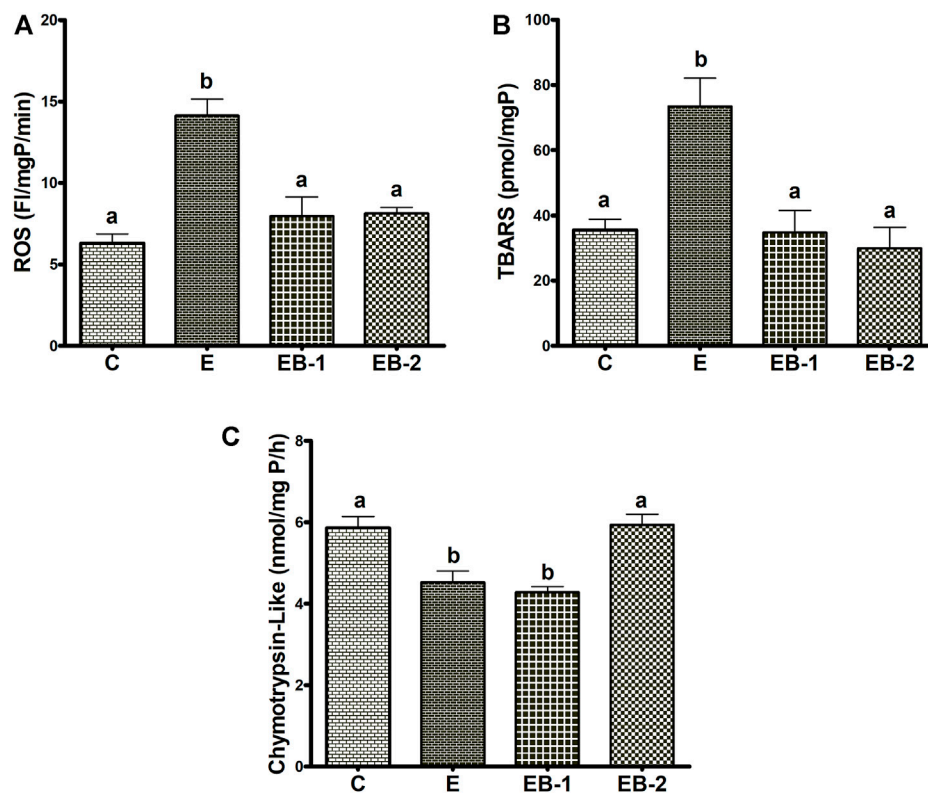 A
ROS (FI/mgP/min)
20
15
10
5
0
a
b
a
a
C
E
EB-1
EB-2
B
TBARS (pmol/mgP)
100
80
60
40
20
0
a
b
a
a
C
E
EB-1
EB-2
C
Chymotrypsin-Like (nmol/mg P/h)
8
6
4
2
0
a
b
b
a
C
E
EB-1
EB-2